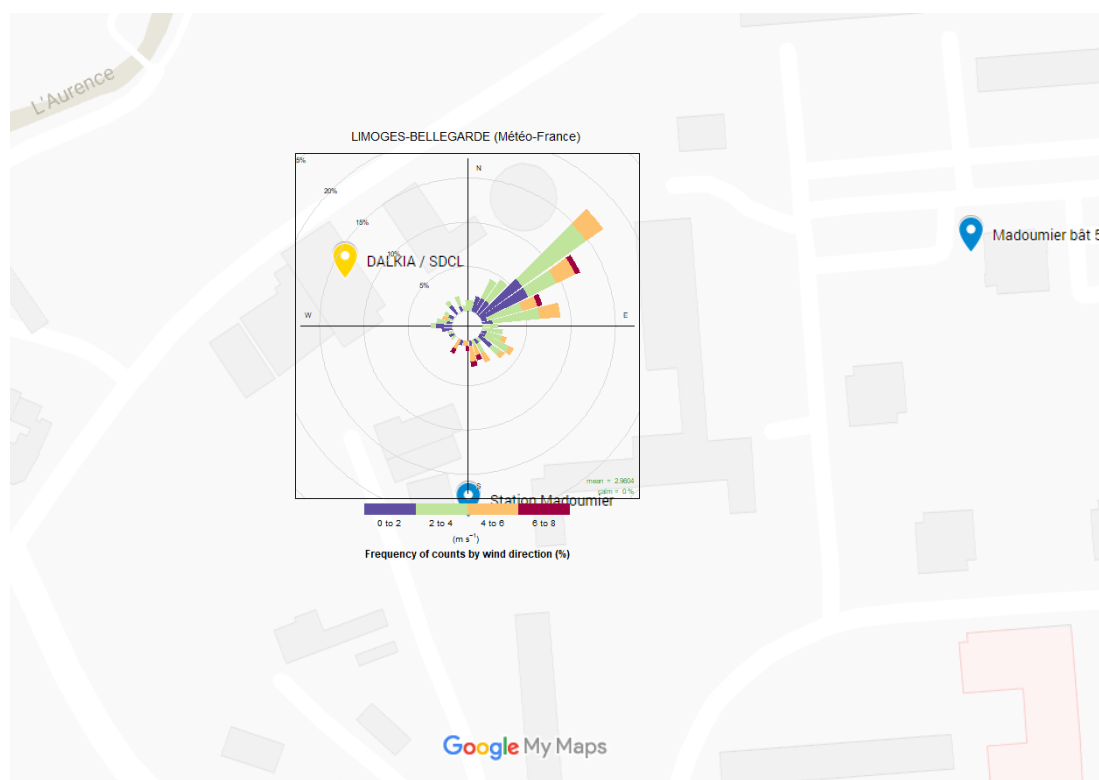 L'Aurence
LIMOGES-BELLEGARDE (Météo-France)
5%
N
20%
15%
Madoumier bât 5
10%
DALKIA / SDCL
5%
W
E
mean = 2.9604
S
calm = 0 %
Station Madoumier
0 to 2
2 to 4
4 to 6
6 to 8
(m s⁻¹)
Frequency of counts by wind direction (%)
Google My Maps